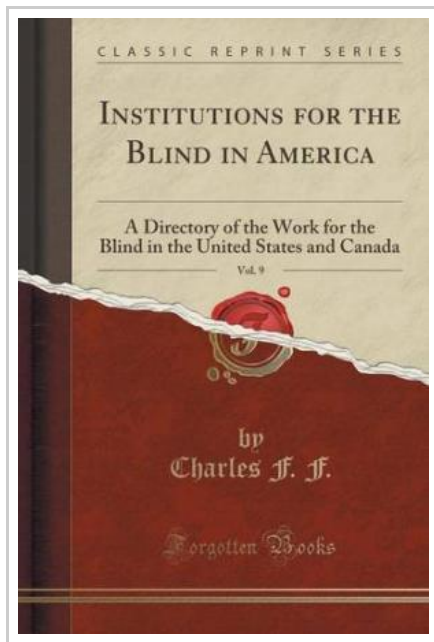 CLASSIC REPRINT SERIES
INSTITUTIONS FOR THE
BLIND IN AMERICA
A Directory of the Work for the
Blind in the United States and Canada
Vol. 9
F
by
Charles F. F.
Forgotten Books